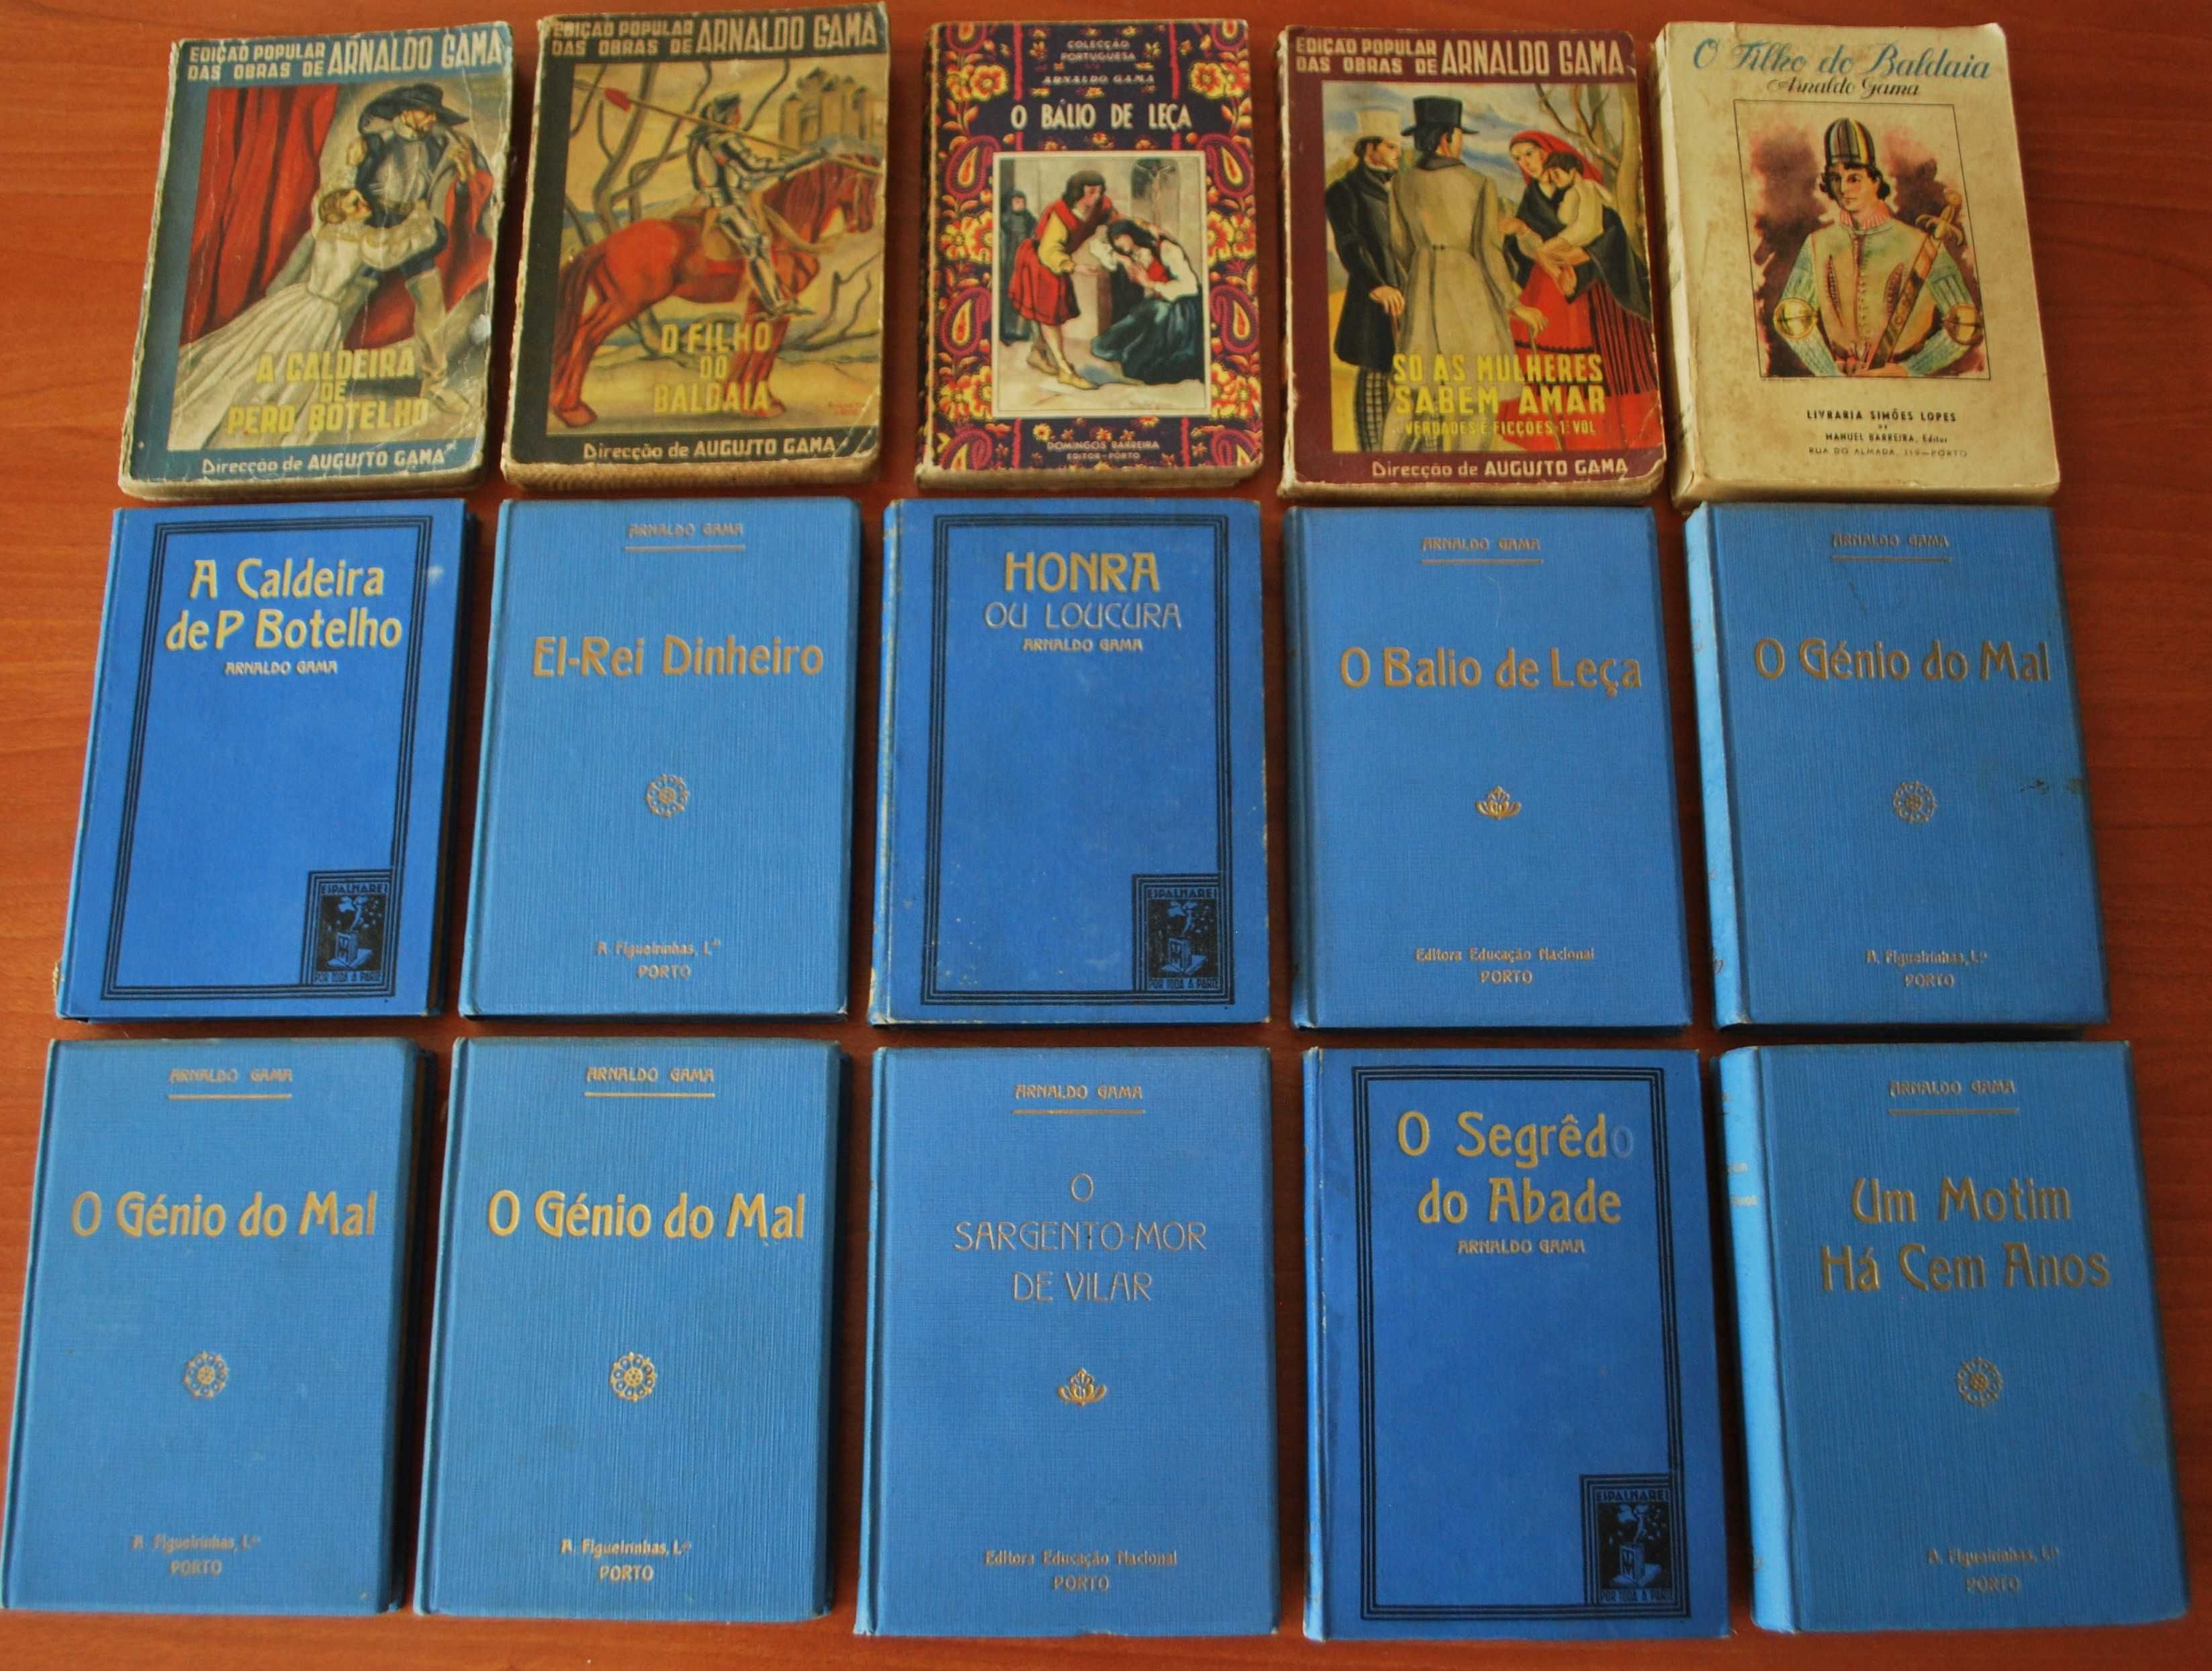 EDIÇÃO POPULAR
DAS OBRAS DE ARNALDO GAMA
A CALDEIRA
DE
PERO BOTELHO
Direcção de AUGUSTO GAMA
EDIÇÃO POPULAR
DAS OBRAS DE ARNALDO GAMA
O FILHO
DO
BALDAIA
Direcção de AUGUSTO GAMA
COLECÇÃO
PORTUGUESA
ARNALDO GAMA
O BÁLIO DE LEÇA
DOMINGOS BARREIRA
EDITOR-PORTO
EDIÇÃO POPULAR
DAS OBRAS DE ARNALDO GAMA
SÓ AS MULHERES
SABEM AMAR
VERDADES E FICÇÕES-1º VOL
Direcção de AUGUSTO GAMA
O Filho do Baldaia
Arnaldo Gama
LIVRARIA SIMÕES LOPES
DE
MANUEL BARREIRA, Editor
RUA DO ALMADA, 119-PORTO
A Caldeira
de P Botelho
ARNALDO GAMA
ESPALHAREI
POR TODA A PARTE
ARNALDO GAMA
El-Rei Dinheiro
A. Figueirinhas, L.da
PORTO
HONRA
OU LOUCURA
ARNALDO GAMA
ESPALHAREI
POR TODA A PARTE
ARNALDO GAMA
O Balio de Leça
Editora Educação Nacional
PORTO
ARNALDO GAMA
O Génio do Mal
A. Figueirinhas, L.da
PORTO
ARNALDO GAMA
O Génio do Mal
A. Figueirinhas, L.da
PORTO
ARNALDO GAMA
O Génio do Mal
A. Figueirinhas, L.da
PORTO
ARNALDO GAMA
O
SARGENTO-MOR
DE VILAR
Editora Educação Nacional
PORTO
O Segrêdo
do Abade
ARNALDO GAMA
ESPALHAREI
POR TODA A PARTE
ARNALDO GAMA
Um Motim
Há Cem Anos
A. Figueirinhas, L.da
PORTO